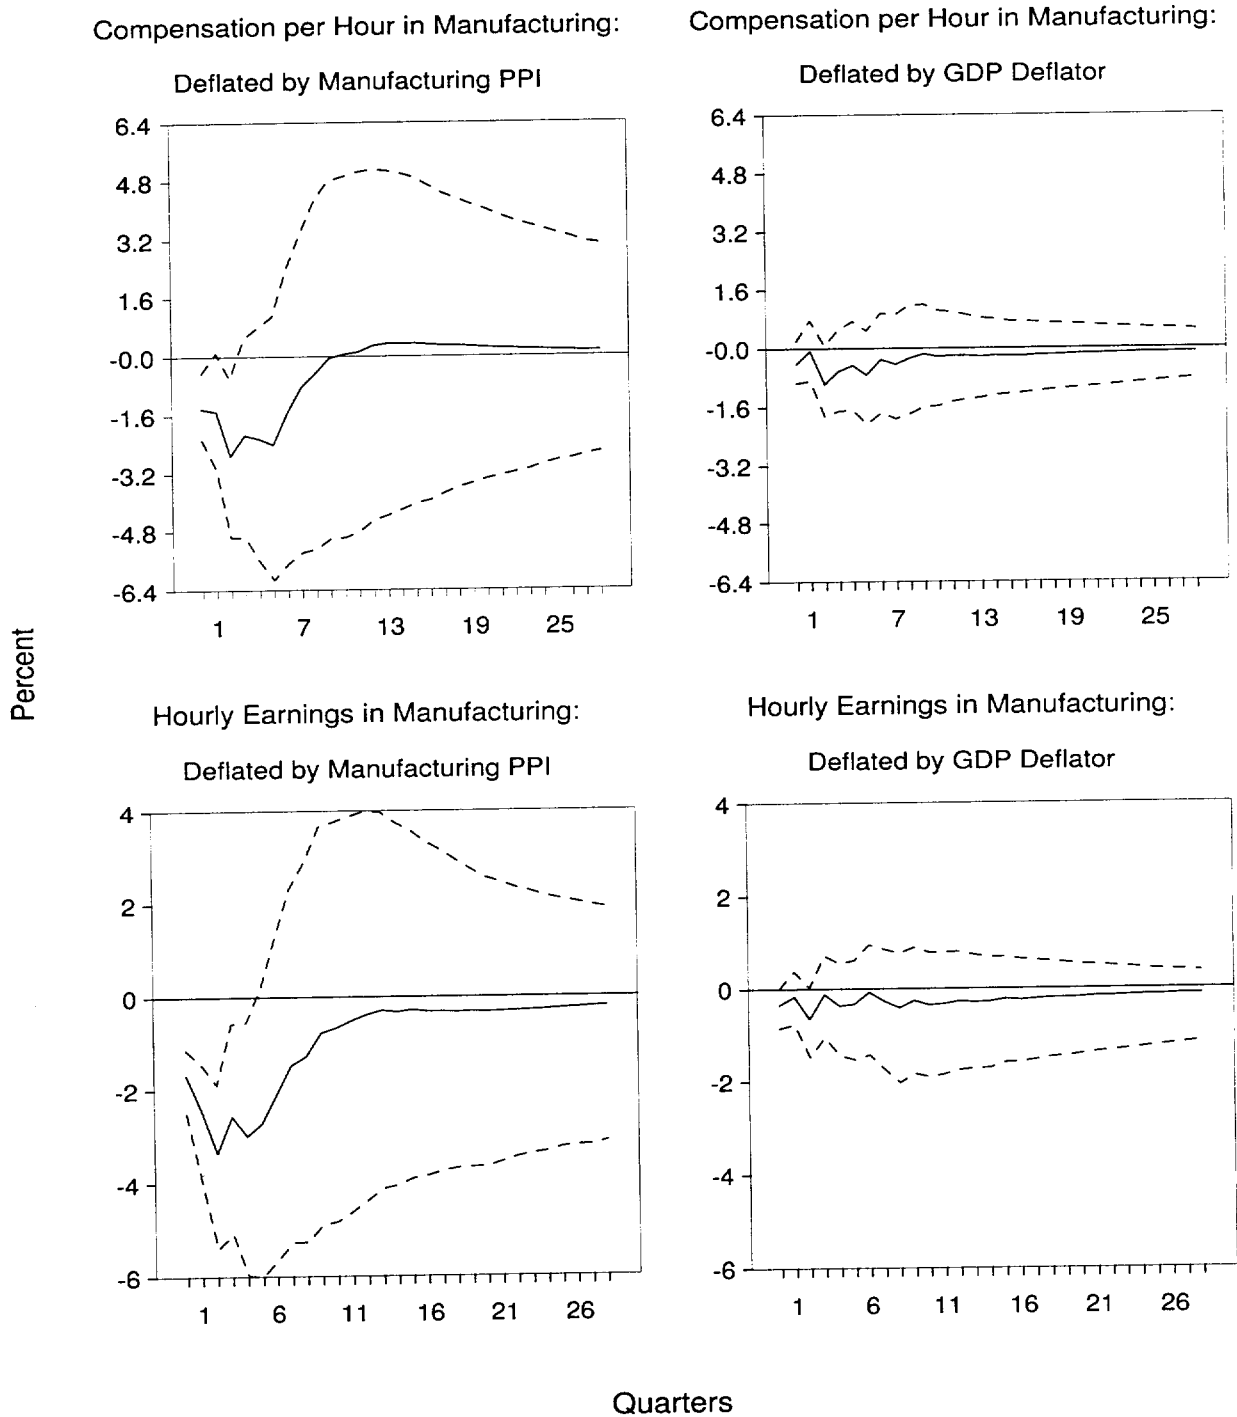 Compensation per Hour in Manufacturing:
Deflated by Manufacturing PPI
6.4
4.8
3.2
1.6
-0.0
-1.6
-3.2
-4.8
-6.4
1 7 13 19 25
Compensation per Hour in Manufacturing:
Deflated by GDP Deflator
6.4
4.8
3.2
1.6
-0.0
-1.6
-3.2
-4.8
-6.4
1 7 13 19 25
Percent
Hourly Earnings in Manufacturing:
Deflated by Manufacturing PPI
4
2
0
-2
-4
-6
1 6 11 16 21 26
Hourly Earnings in Manufacturing:
Deflated by GDP Deflator
4
2
0
-2
-4
-6
1 6 11 16 21 26
Quarters